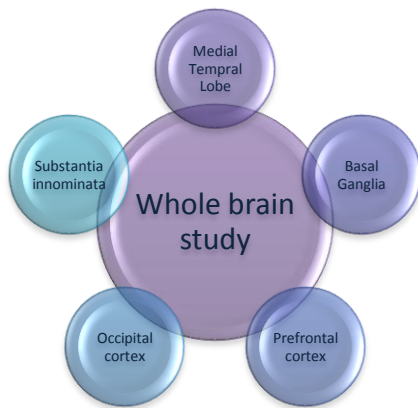 Medial
Tempral
Lobe
Substantia
innominata
Basal
Ganglia
Whole brain
study
Occipital
cortex
Prefrontal
cortex